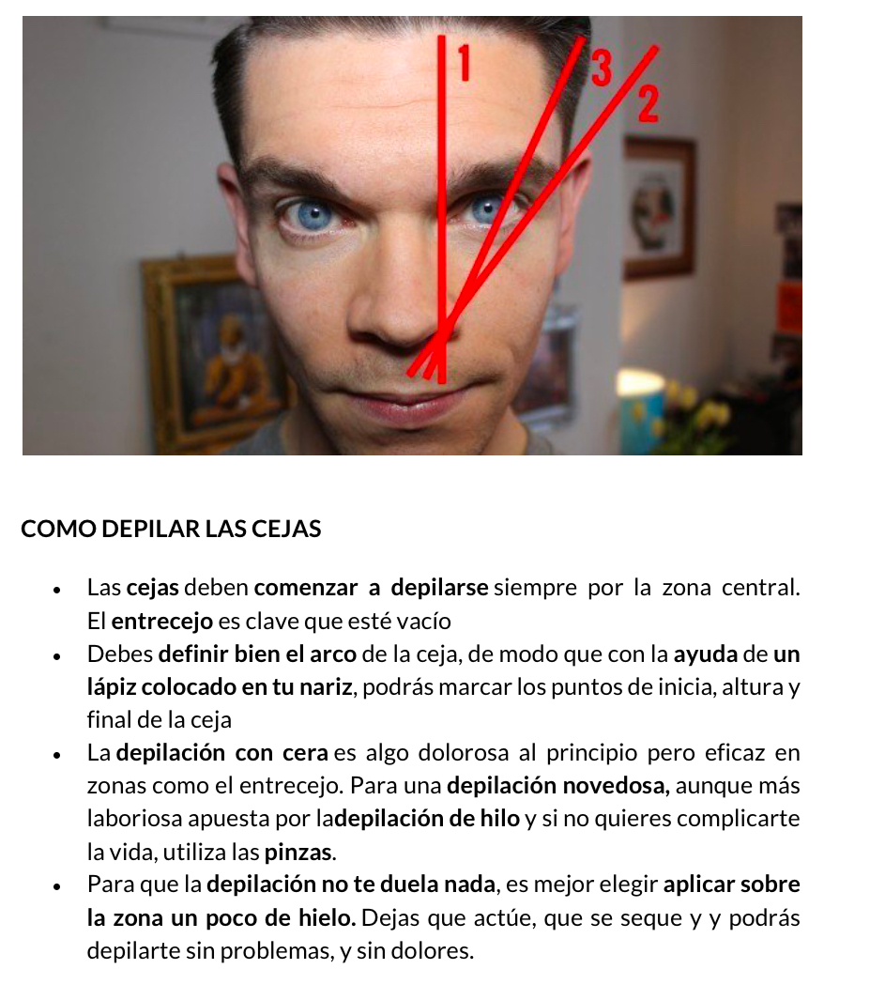 1
3
2
COMO DEPILAR LAS CEJAS
• Las cejas deben comenzar a depilarse siempre por la zona central.
El entrecejo es clave que esté vacío
• Debes definir bien el arco de la ceja, de modo que con la ayuda de un
lápiz colocado en tu nariz, podrás marcar los puntos de inicia, altura y
final de la ceja
• La depilación con cera es algo dolorosa al principio pero eficaz en
zonas como el entrecejo. Para una depilación novedosa, aunque más
laboriosa apuesta por ladepilación de hilo y si no quieres complicarte
la vida, utiliza las pinzas.
• Para que la depilación no te duela nada, es mejor elegir aplicar sobre
la zona un poco de hielo. Dejas que actúe, que se seque y y podrás
depilarte sin problemas, y sin dolores.